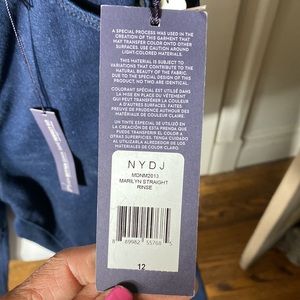 A SPECIAL PROCESS WAS USED IN THE
CREATION OF THIS GARMENT THAT
MAY TRANSFER COLOR ONTO OTHER
SURFACES. USE CAUTION AROUND
LIGHT-COLORED MATERIALS.
THIS MATERIAL IS SUBJECT TO
VARIATIONS THAT CONTRIBUTE TO THE
NATURAL BEAUTY OF THE FABRIC.
DUE TO THE SPECIAL DESIGN OF THIS
PRODUCT, NO TWO ARE IDENTICAL.
COLORANT SPÉCIAL EST UTILISÉ DANS
LA MISE EN PLACE DU VÊTEMENT
QUI PEUT TRANSFÉRER LA COULEUR
À D'AUTRES SURFACES. FAITES
PREUVE DE PRUDENCE AUTOUR DES
MATÉRIAUX DE COULEUR CLAIRE.
UN TINTE ESPECIAL SE UTILIZÓ EN
LA CREACIÓN DE ESTA PRENDA QUE
PUEDE TRANSFERIR EL COLOR A
OTRAS SUPERFICIES. TENGA CUIDADO
AL UTILIZARLA ALREDEDOR DE LOS
MATERIALES DE COLOR CLARO.
NYDJ
MDNM2013
MARILYN STRAIGHT
RINSE
8 89982 55768 5
12